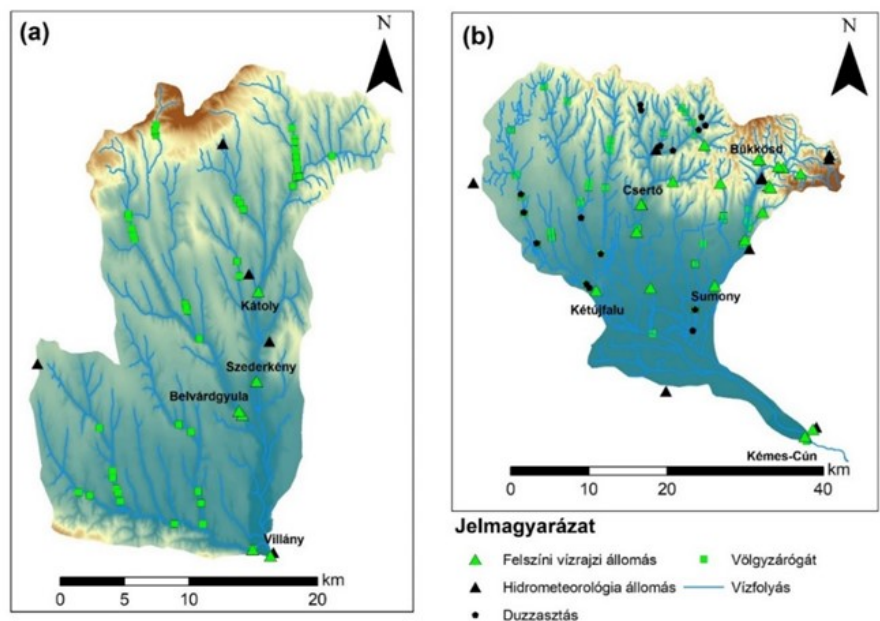 (a)
N
Kátoly
Szederkény
Belvárdgyula
Villány
km
0 5 10 20
(b)
N
Bükkösd
Csertő
Kétújfalu
Sumony
Kémes-Cún
km
0 10 20 40
Jelmagyarázat
Felszíni vízrajzi állomás
Völgyzárógát
Hidrometeorológia állomás
Vízfolyás
Duzzasztás